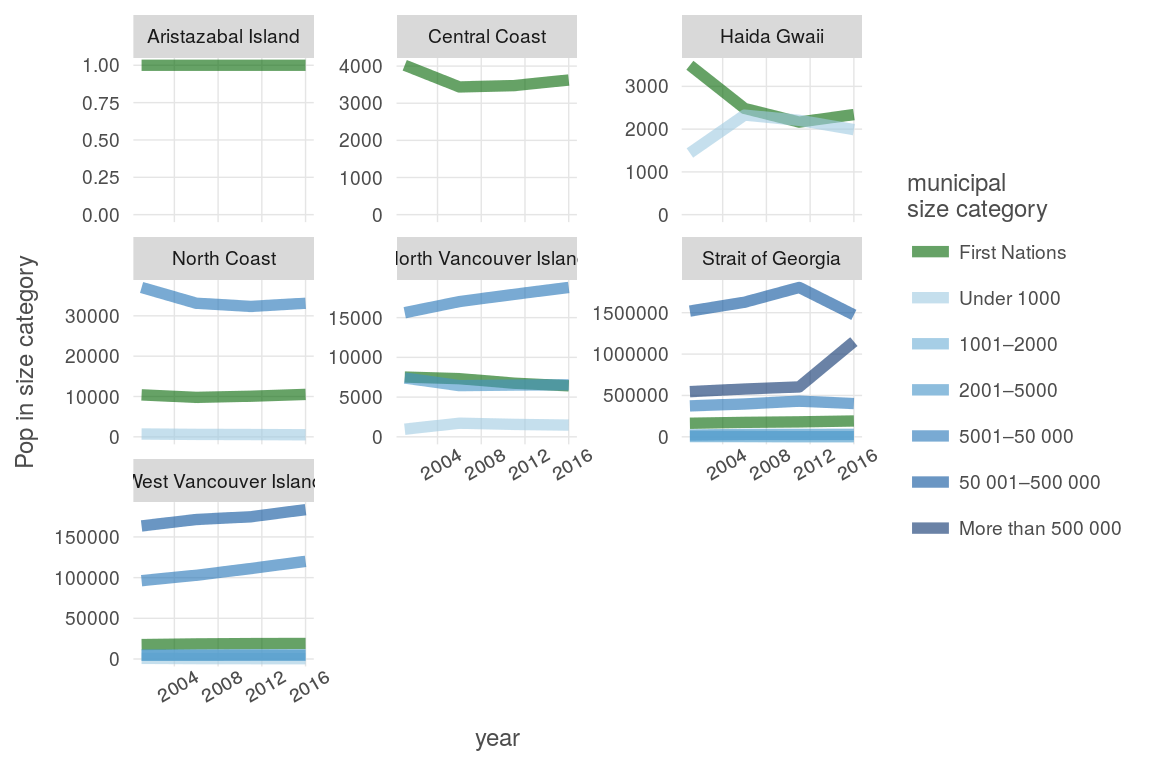 Aristazabal Island
Central Coast
Haida Gwaii
1.00
0.75
0.50
0.25
0.00
4000
3000
2000
1000
0
3000
2000
1000
0
North Coast
North Vancouver Island
Strait of Georgia
30000
20000
10000
0
15000
10000
5000
0
1500000
1000000
500000
0
2004 2008 2012 2016
2004 2008 2012 2016
West Vancouver Island
150000
100000
50000
0
2004 2008 2012 2016
Pop in size category
year
municipal
size category
First Nations
Under 1000
1001–2000
2001–5000
5001–50 000
50 001–500 000
More than 500 000